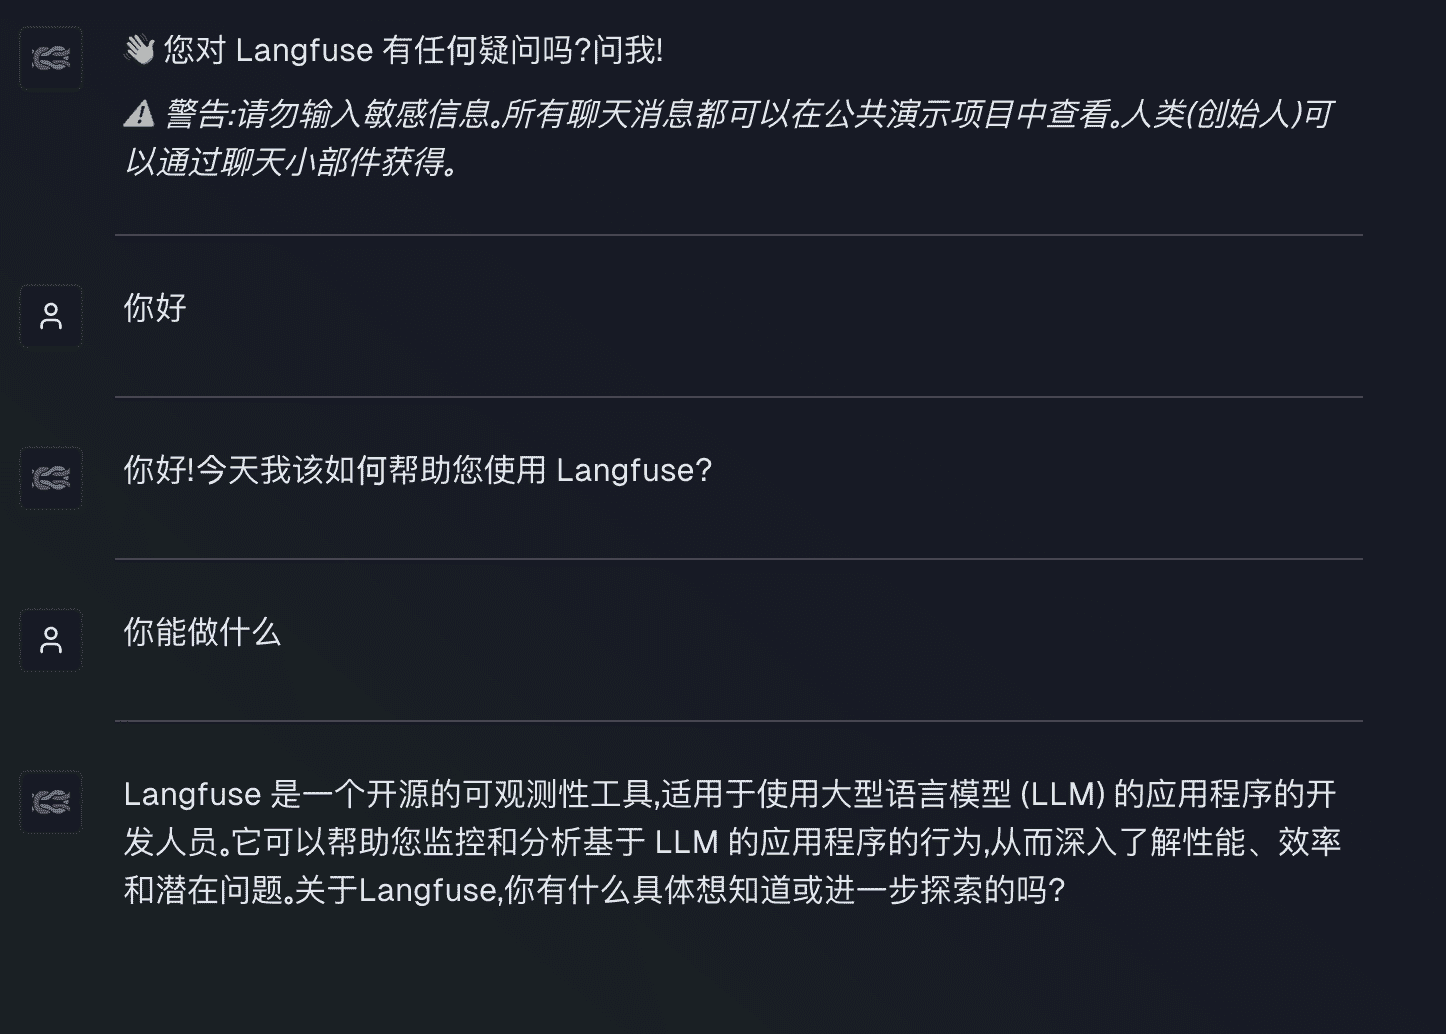 👋🏼 您对 Langfuse 有任何疑问吗?问我!
⚠️ 警告:请勿输入敏感信息。所有聊天消息都可以在公共演示项目中查看。人类(创始人)可
以通过聊天小部件获得。
你好
你好!今天我该如何帮助您使用 Langfuse?
你能做什么
Langfuse 是一个开源的可观测性工具,适用于使用大型语言模型 (LLM) 的应用程序的开
发人员。它可以帮助您监控和分析基于 LLM 的应用程序的行为,从而深入了解性能、效率
和潜在问题。关于Langfuse,你有什么具体想知道或进一步探索的吗?